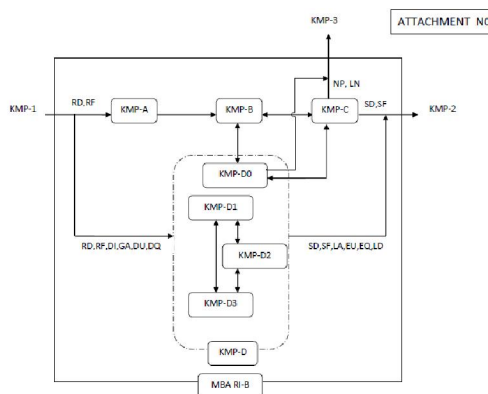 KMP-3
ATTACHMENT NO
NP, LN
KMP-1
RD,RF
KMP-A
KMP-B
KMP-C
SD,SF
KMP-2
KMP-D0
KMP-D1
RD,RF,DI,GA,DU,DQ
KMP-D2
SD,SF,LA,EU,EQ,LD
KMP-D3
KMP-D
MBA RI-B